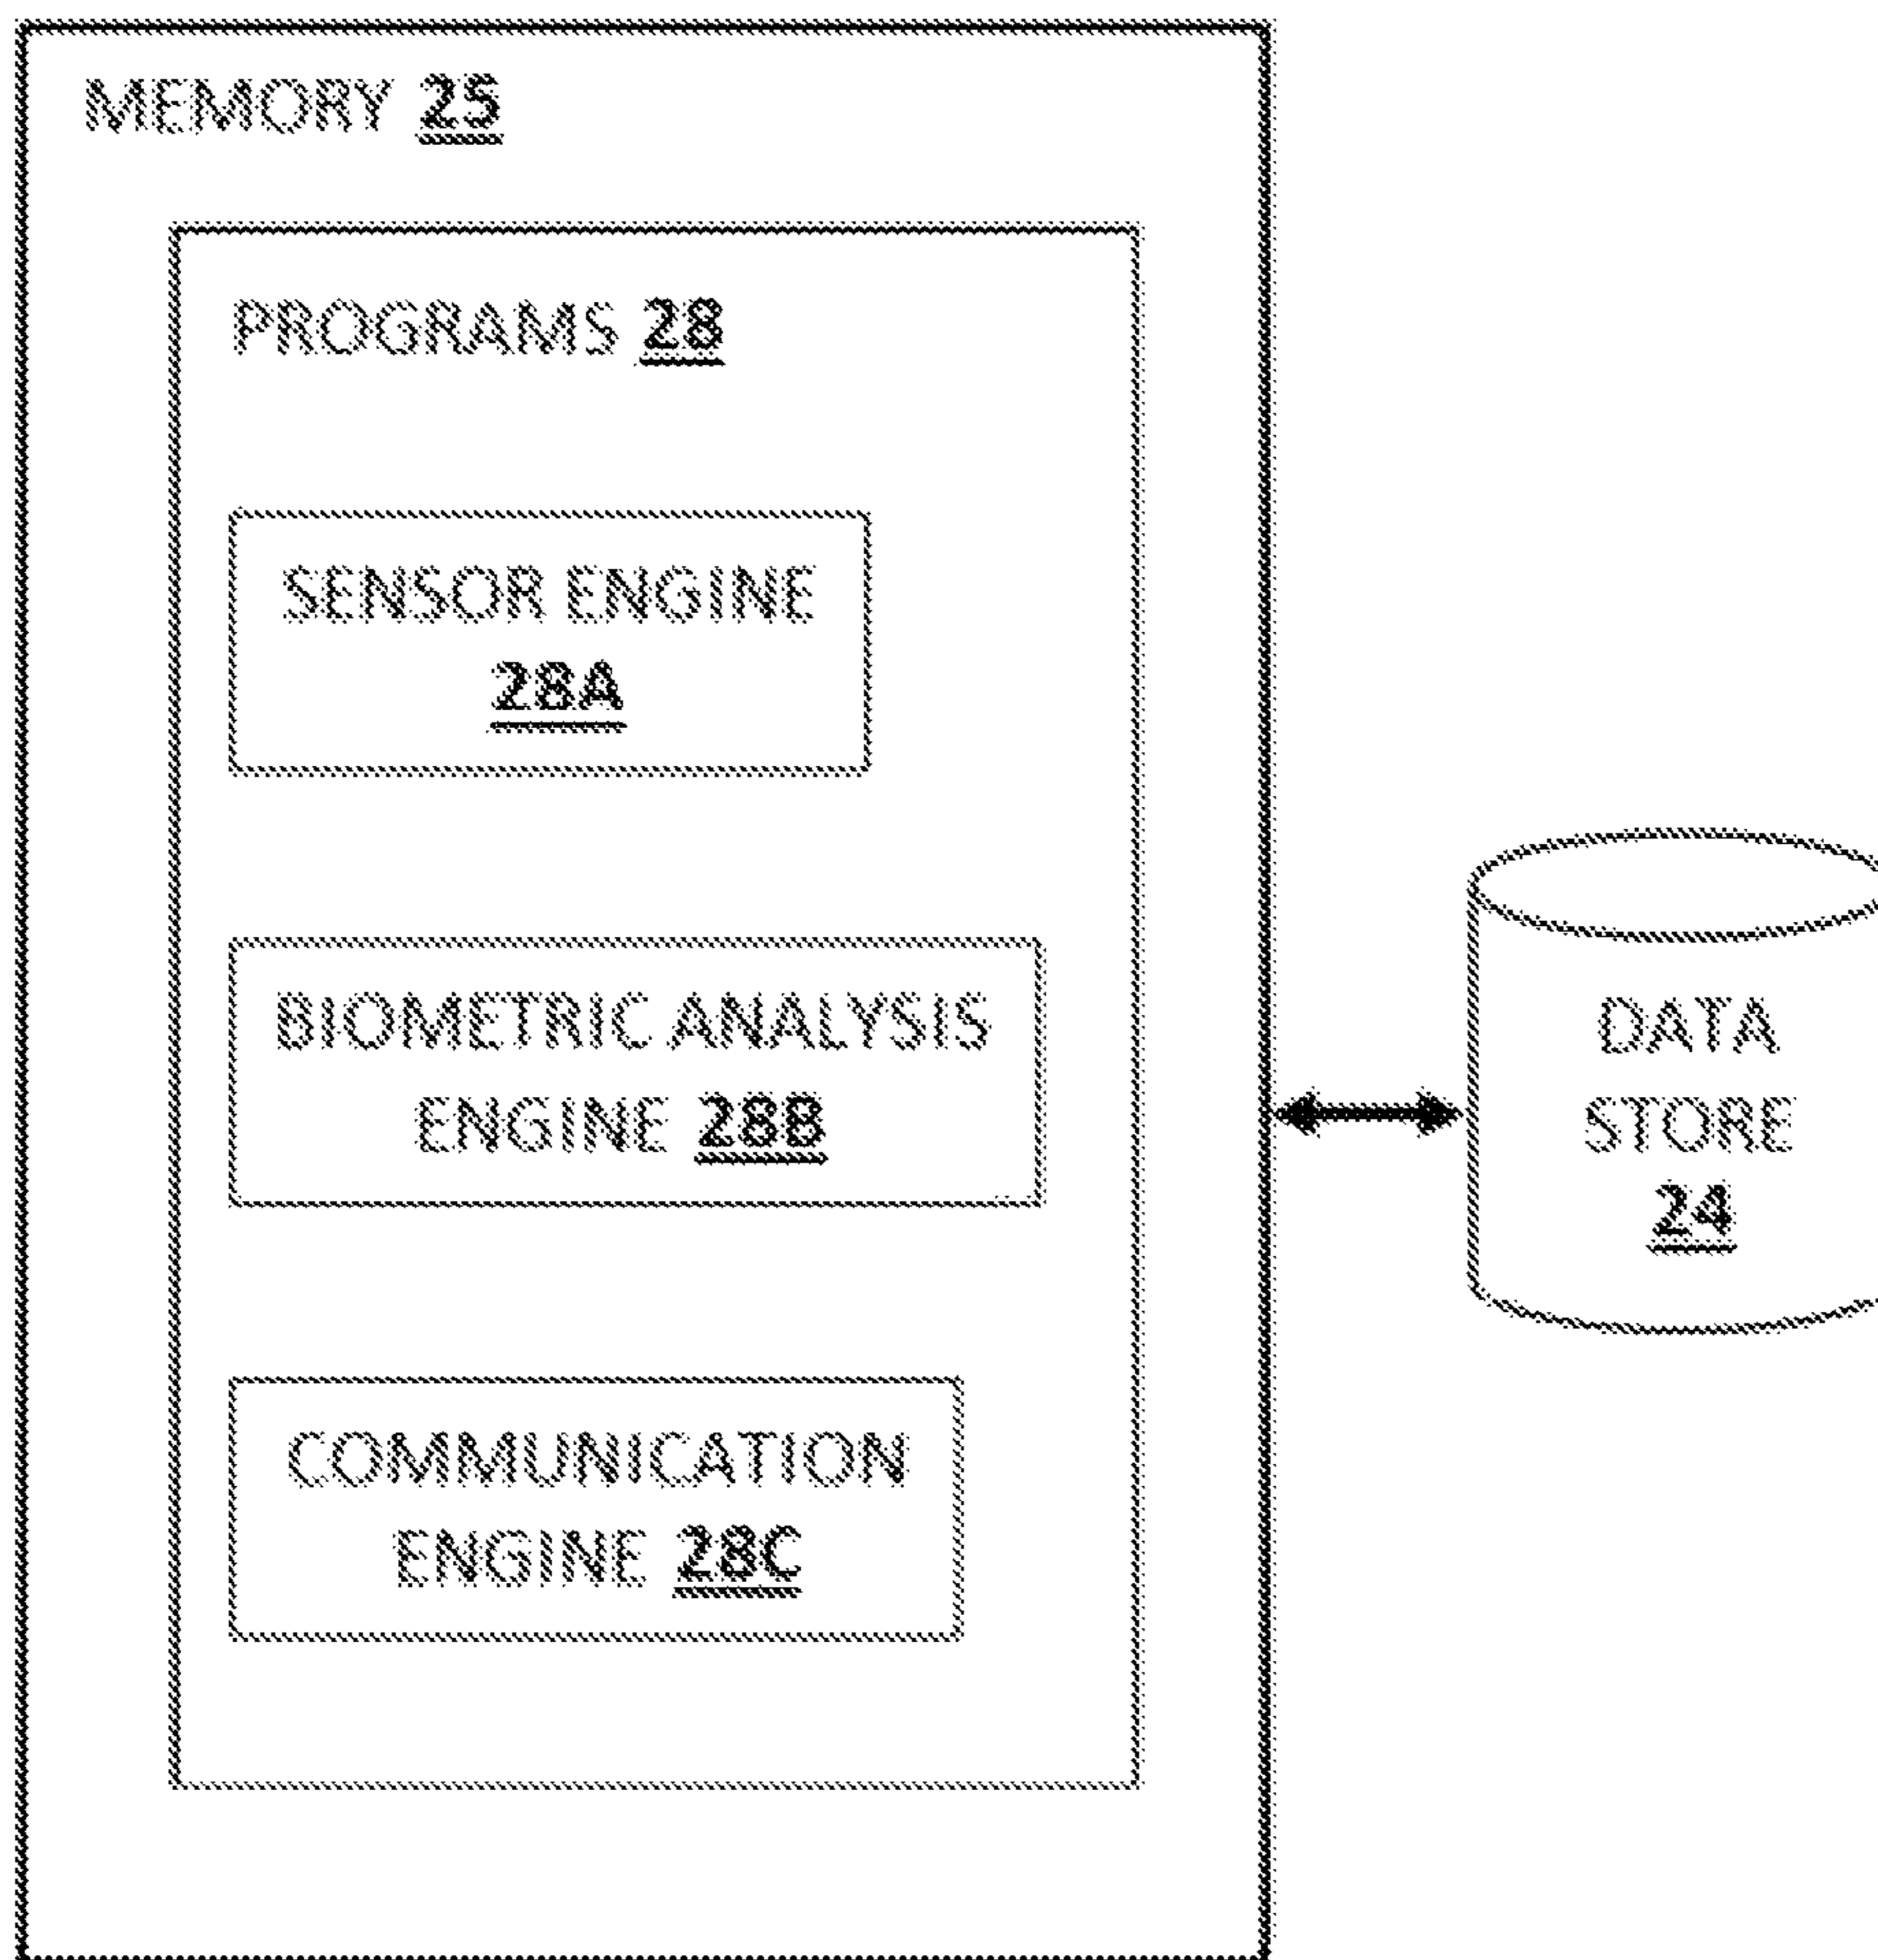 MEMORY 25
PROGRAMS 28
SENSOR ENGINE
28A
BIOMETRIC ANALYSIS
ENGINE 28B
COMMUNICATION
ENGINE 28C
DATA
STORE
24